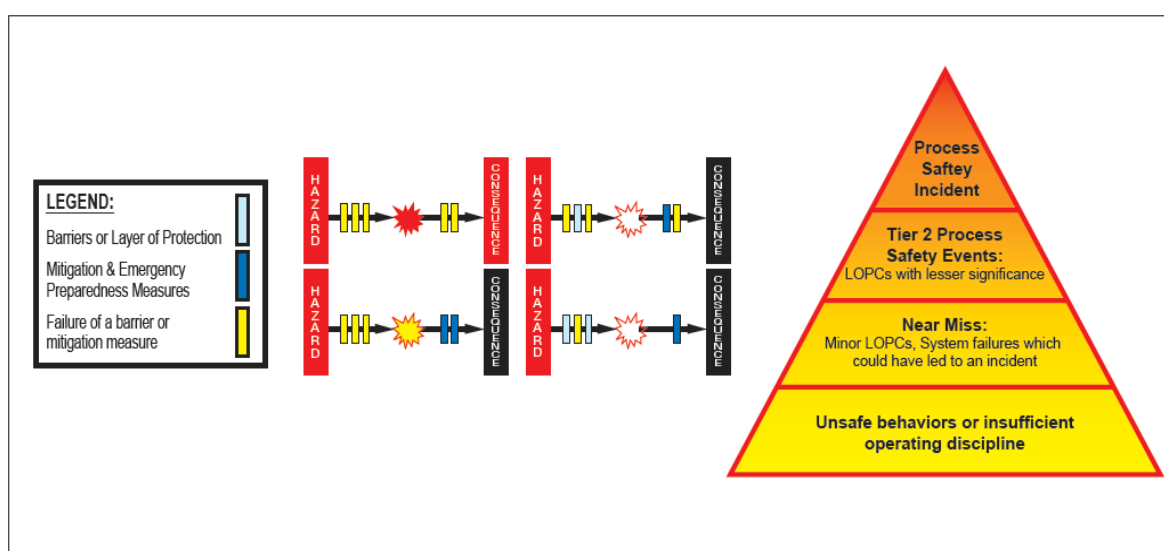 LEGEND:
Barriers or Layer of Protection
Mitigation & Emergency
Preparedness Measures
Failure of a barrier or
mitigation measure
HAZARD
CONSEQUENCE
HAZARD
CONSEQUENCE
HAZARD
CONSEQUENCE
HAZARD
CONSEQUENCE
Process
Saftey
Incident
Tier 2 Process
Safety Events:
LOPCs with lesser significance
Near Miss:
Minor LOPCs, System failures which
could have led to an incident
Unsafe behaviors or insufficient
operating discipline